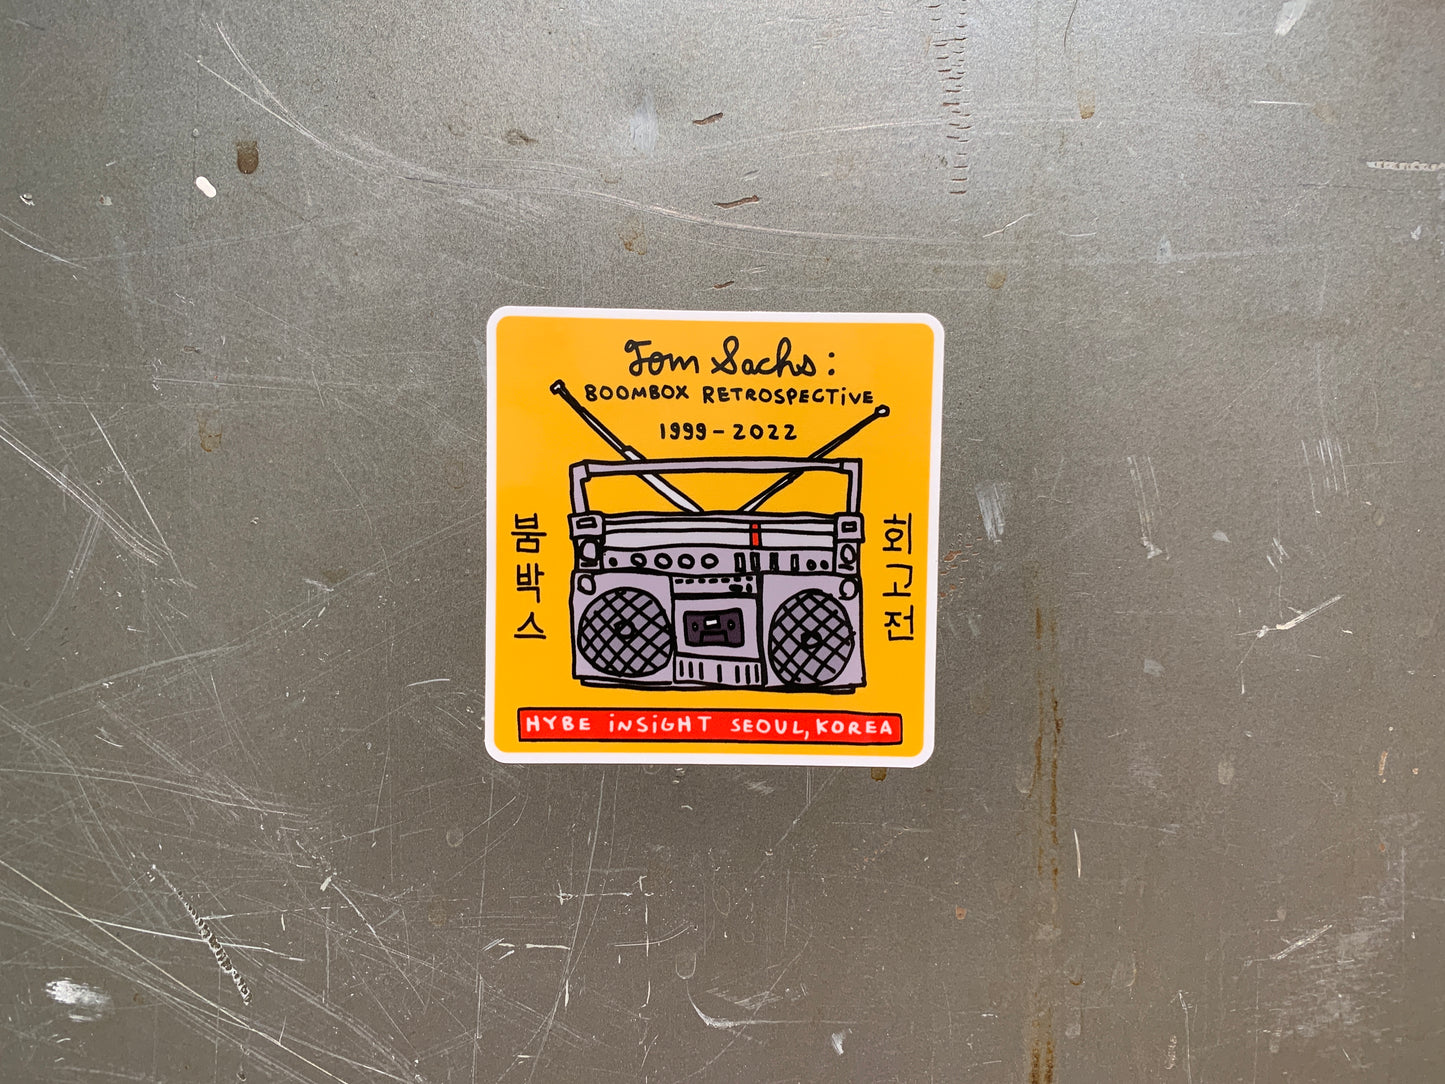 Tom Sachs:
BOOMBOX RETROSPECTiVE
1999-2022
붐박스
회고전
HYBE iNSiGHT SEOUL, KOREA